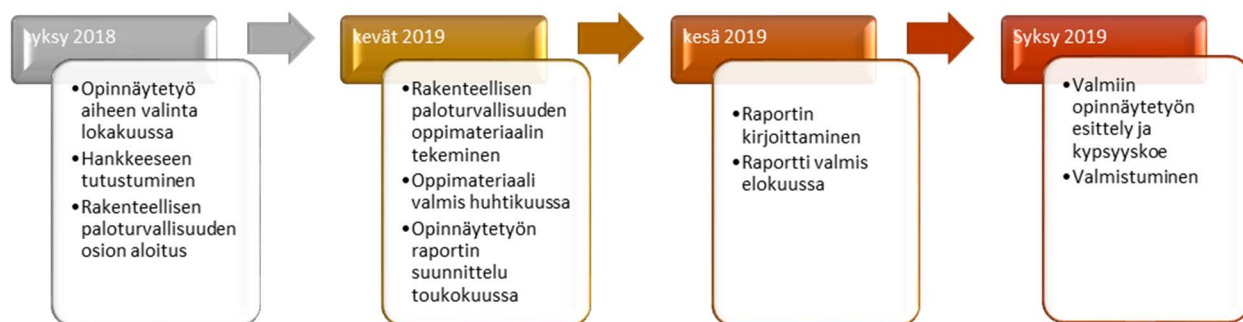 syksy 2018
•Opinnäytetyö
aiheen valinta
lokakuussa
•Hankkeeseen
tutustuminen
•Rakenteellisen
paloturvallisuuden
osion aloitus
kevät 2019
•Rakenteellisen
paloturvallisuuden
oppimateriaalin
tekeminen
•Oppimateriaali
valmis huhtikuussa
•Opinnäytetyön
raportin
suunnittelu
toukokuussa
kesä 2019
•Raportin
kirjoittaminen
•Raportti valmis
elokuussa
Syksy 2019
•Valmiin
opinnäytetyön
esittely ja
kypsyyskoe
•Valmistuminen